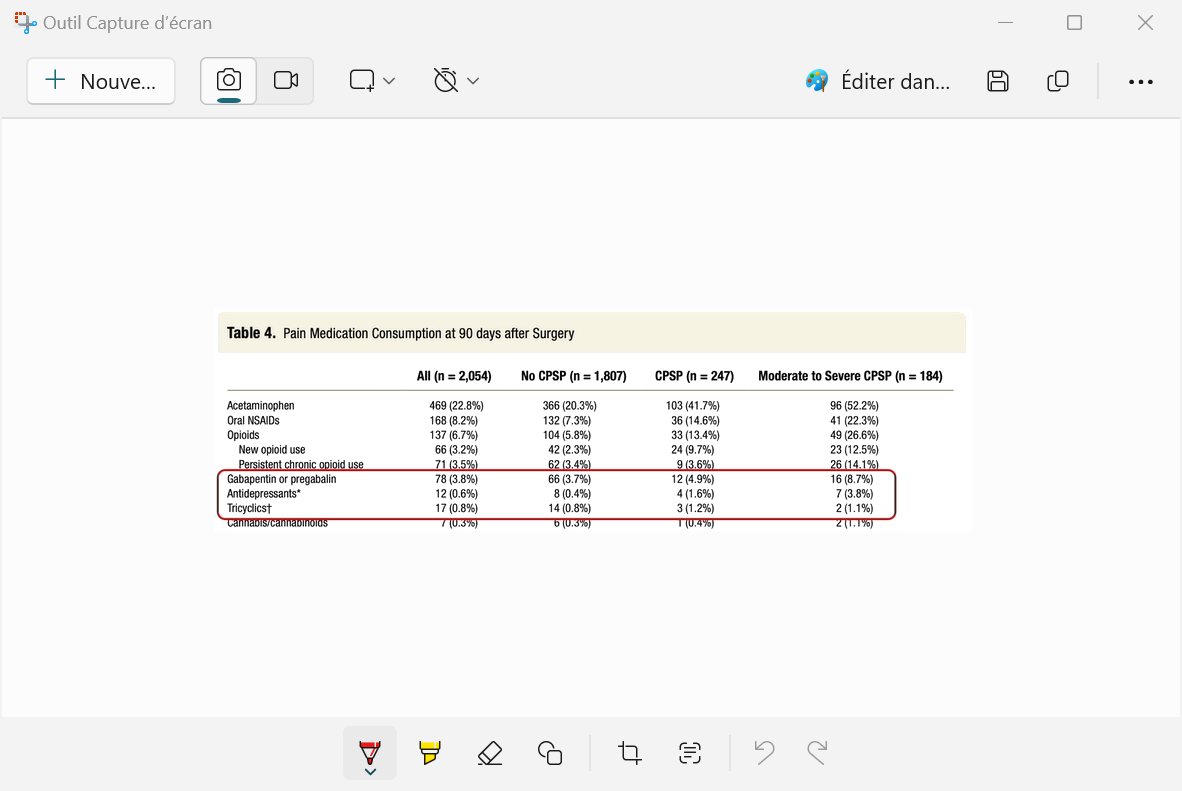 Outil Capture d'écran
Nouve...
Éditer dan...
Table 4. Pain Medication Consumption at 90 days after Surgery
All (n = 2,054) No CPSP (n = 1,807) CPSP (n = 247) Moderate to Severe CPSP (n = 184)
Acetaminophen 469 (22.8%) 366 (20.3%) 103 (41.7%) 96 (52.2%)
Oral NSAIDs 168 (8.2%) 132 (7.3%) 36 (14.6%) 41 (22.3%)
Opioids 137 (6.7%) 104 (5.8%) 33 (13.4%) 49 (26.6%)
New opioid use 66 (3.2%) 42 (2.3%) 24 (9.7%) 23 (12.5%)
Persistent chronic opioid use 71 (3.5%) 62 (3.4%) 9 (3.6%) 26 (14.1%)
Gabapentin or pregabalin 78 (3.8%) 66 (3.7%) 12 (4.9%) 16 (8.7%)
Antidepressants* 12 (0.6%) 8 (0.4%) 4 (1.6%) 7 (3.8%)
Tricyclics† 17 (0.8%) 14 (0.8%) 3 (1.2%) 2 (1.1%)
Cannabis/cannabinoids 7 (0.3%) 6 (0.3%) 1 (0.4%) 2 (1.1%)